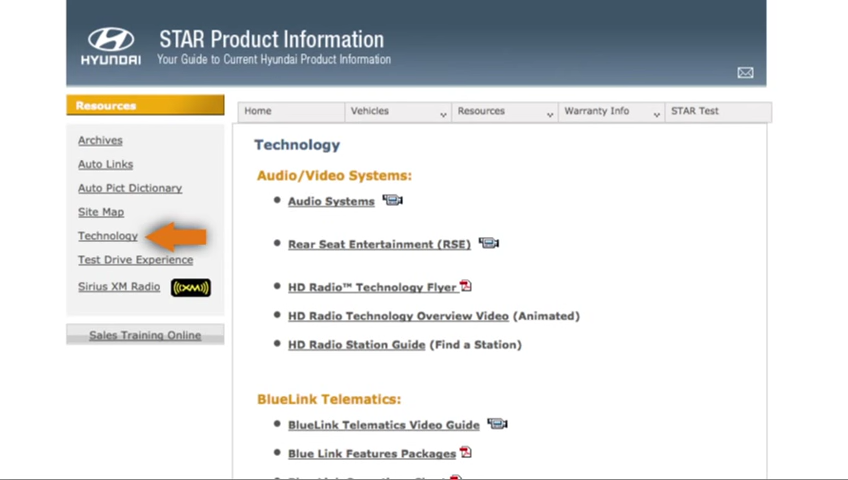 HYUNDAI
STAR Product Information
Your Guide to Current Hyundai Product Information
Resources
Home Vehicles Resources Warranty Info STAR Test
Archives
Auto Links
Auto Pict Dictionary
Site Map
Technology
Test Drive Experience
Sirius XM Radio ((XM))
Sales Training Online
Technology
Audio/Video Systems:
• Audio Systems
• Rear Seat Entertainment (RSE)
• HD Radio™ Technology Flyer
• HD Radio Technology Overview Video (Animated)
• HD Radio Station Guide (Find a Station)
BlueLink Telematics:
• BlueLink Telematics Video Guide
• Blue Link Features Packages